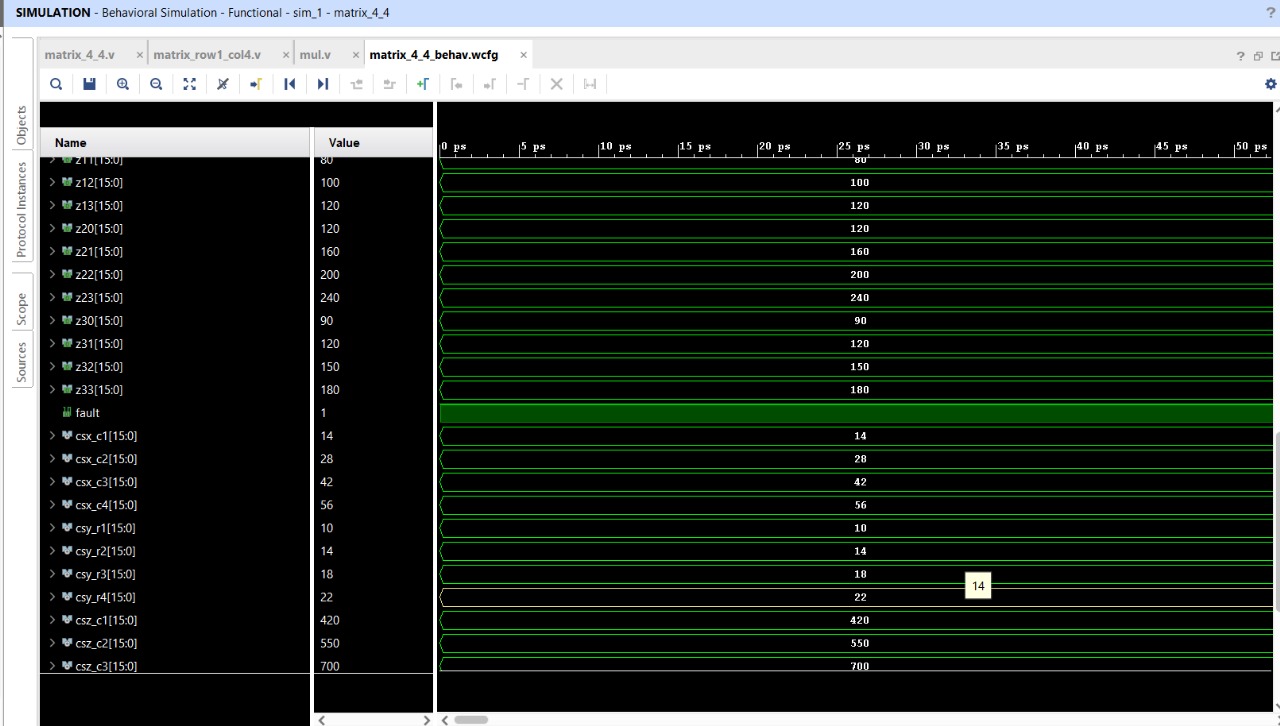 SIMULATION - Behavioral Simulation - Functional - sim_1 - matrix_4_4 ?
matrix_4_4.v × matrix_row1_col4.v × mul.v × matrix_4_4_behav.wcfg × ?
Objects
Protocol Instances
Scope
Sources
Name Value 0 ps 5 ps 10 ps 15 ps 20 ps 25 ps 30 ps 35 ps 40 ps 45 ps 50 ps
z11[15:0] 80 80
z12[15:0] 100 100
z13[15:0] 120 120
z20[15:0] 120 120
z21[15:0] 160 160
z22[15:0] 200 200
z23[15:0] 240 240
z30[15:0] 90 90
z31[15:0] 120 120
z32[15:0] 150 150
z33[15:0] 180 180
fault 1
csx_c1[15:0] 14 14
csx_c2[15:0] 28 28
csx_c3[15:0] 42 42
csx_c4[15:0] 56 56
csy_r1[15:0] 10 10
csy_r2[15:0] 14 14
csy_r3[15:0] 18 18
14
csy_r4[15:0] 22 22
csz_c1[15:0] 420 420
csz_c2[15:0] 550 550
csz_c3[15:0] 700 700